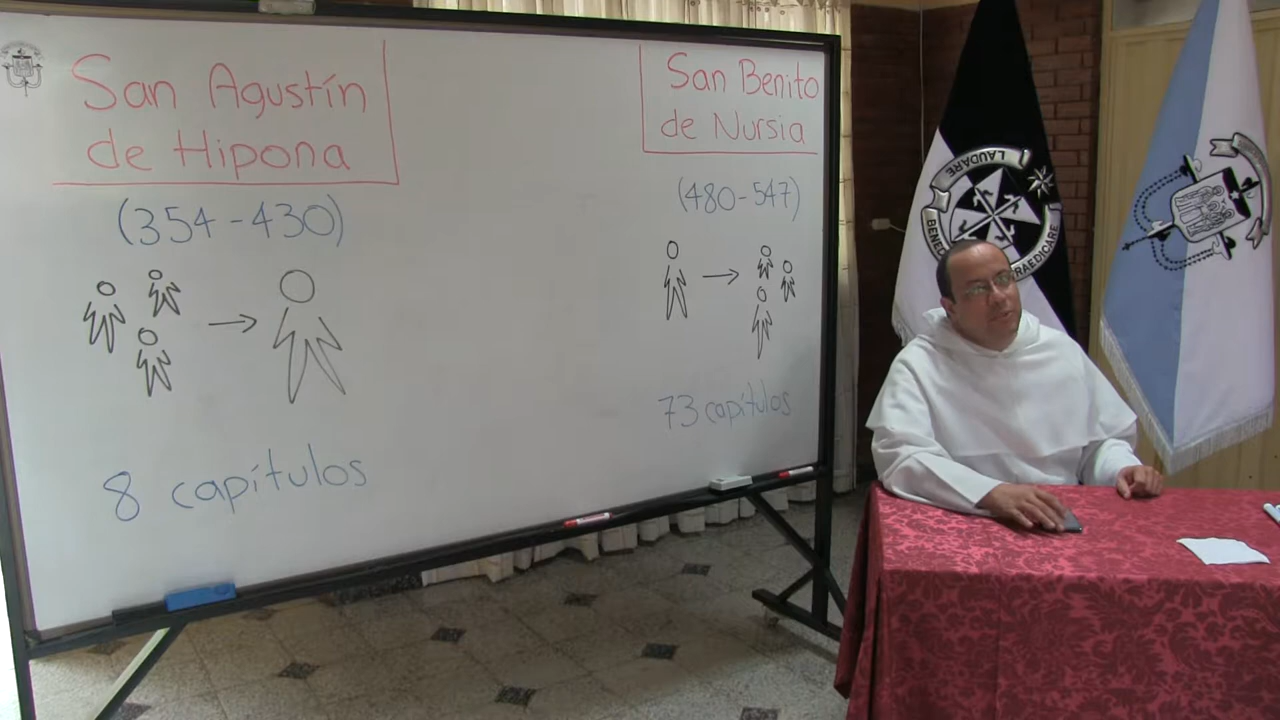 San Agustín
de Hipona
(354-430)
8 capítulos
San Benito
de Nursia
(480-547)
73 capítulos
LAUDARE